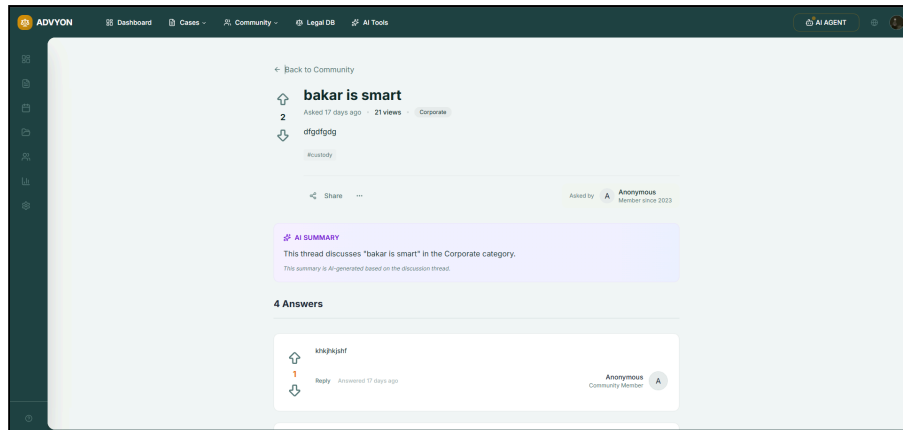 ADVYON
Dashboard
Cases
Community
Legal DB
AI Tools
AI AGENT
← Back to Community
bakar is smart
Asked 17 days ago · 21 views · Corporate
2
dfgdfgdg
#custody
Share ···
Asked by A Anonymous
Member since 2023
AI SUMMARY
This thread discusses "bakar is smart" in the Corporate category.
This summary is AI-generated based on the discussion thread.
4 Answers
khkjhkjshf
1
Reply Answered 17 days ago
Anonymous
Community Member
A